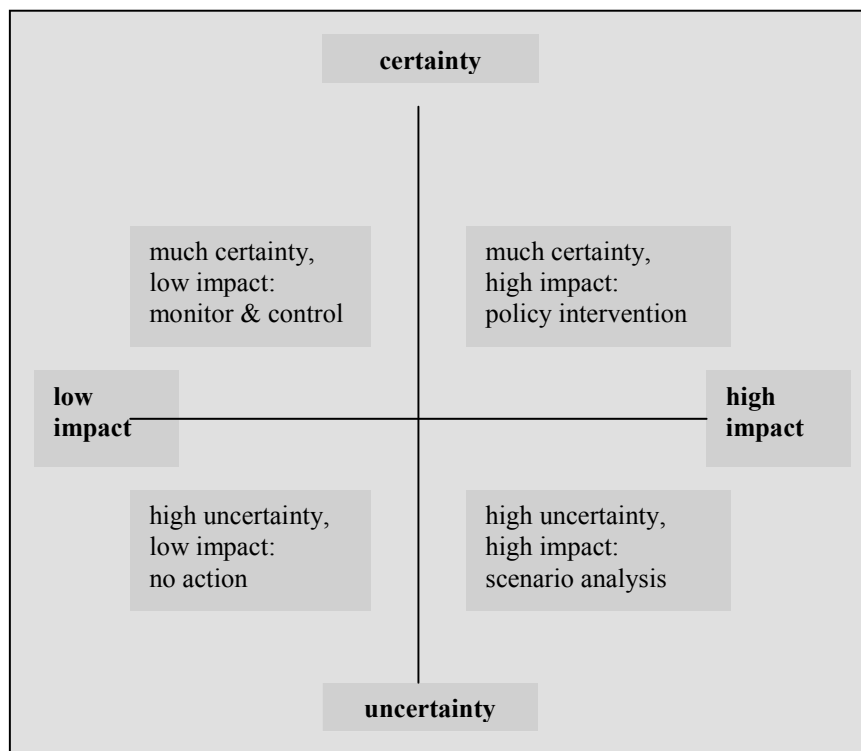 certainty
much certainty,
low impact:
monitor & control
much certainty,
high impact:
policy intervention
low
impact
high
impact
high uncertainty,
low impact:
no action
high uncertainty,
high impact:
scenario analysis
uncertainty